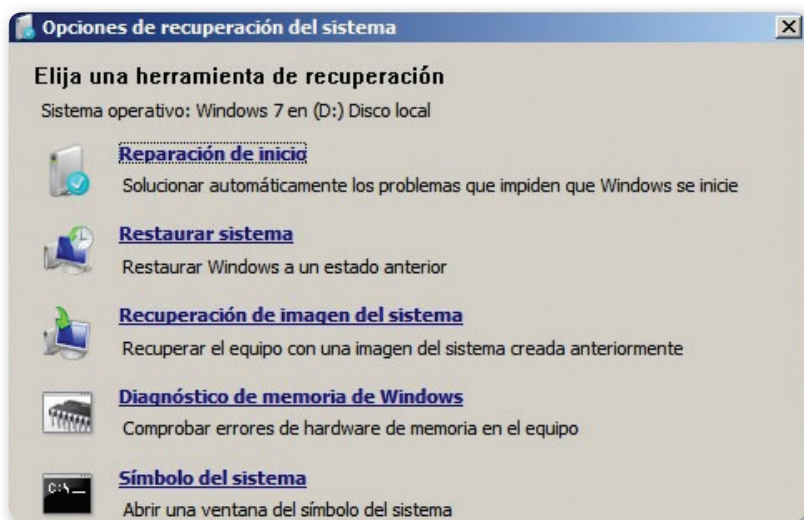 Opciones de recuperación del sistema
Elija una herramienta de recuperación
Sistema operativo: Windows 7 en (D:) Disco local
Reparación de inicio
Solucionar automáticamente los problemas que impiden que Windows se inicie
Restaurar sistema
Restaurar Windows a un estado anterior
Recuperación de imagen del sistema
Recuperar el equipo con una imagen del sistema creada anteriormente
Diagnóstico de memoria de Windows
Comprobar errores de hardware de memoria en el equipo
C:\_
Símbolo del sistema
Abrir una ventana del símbolo del sistema